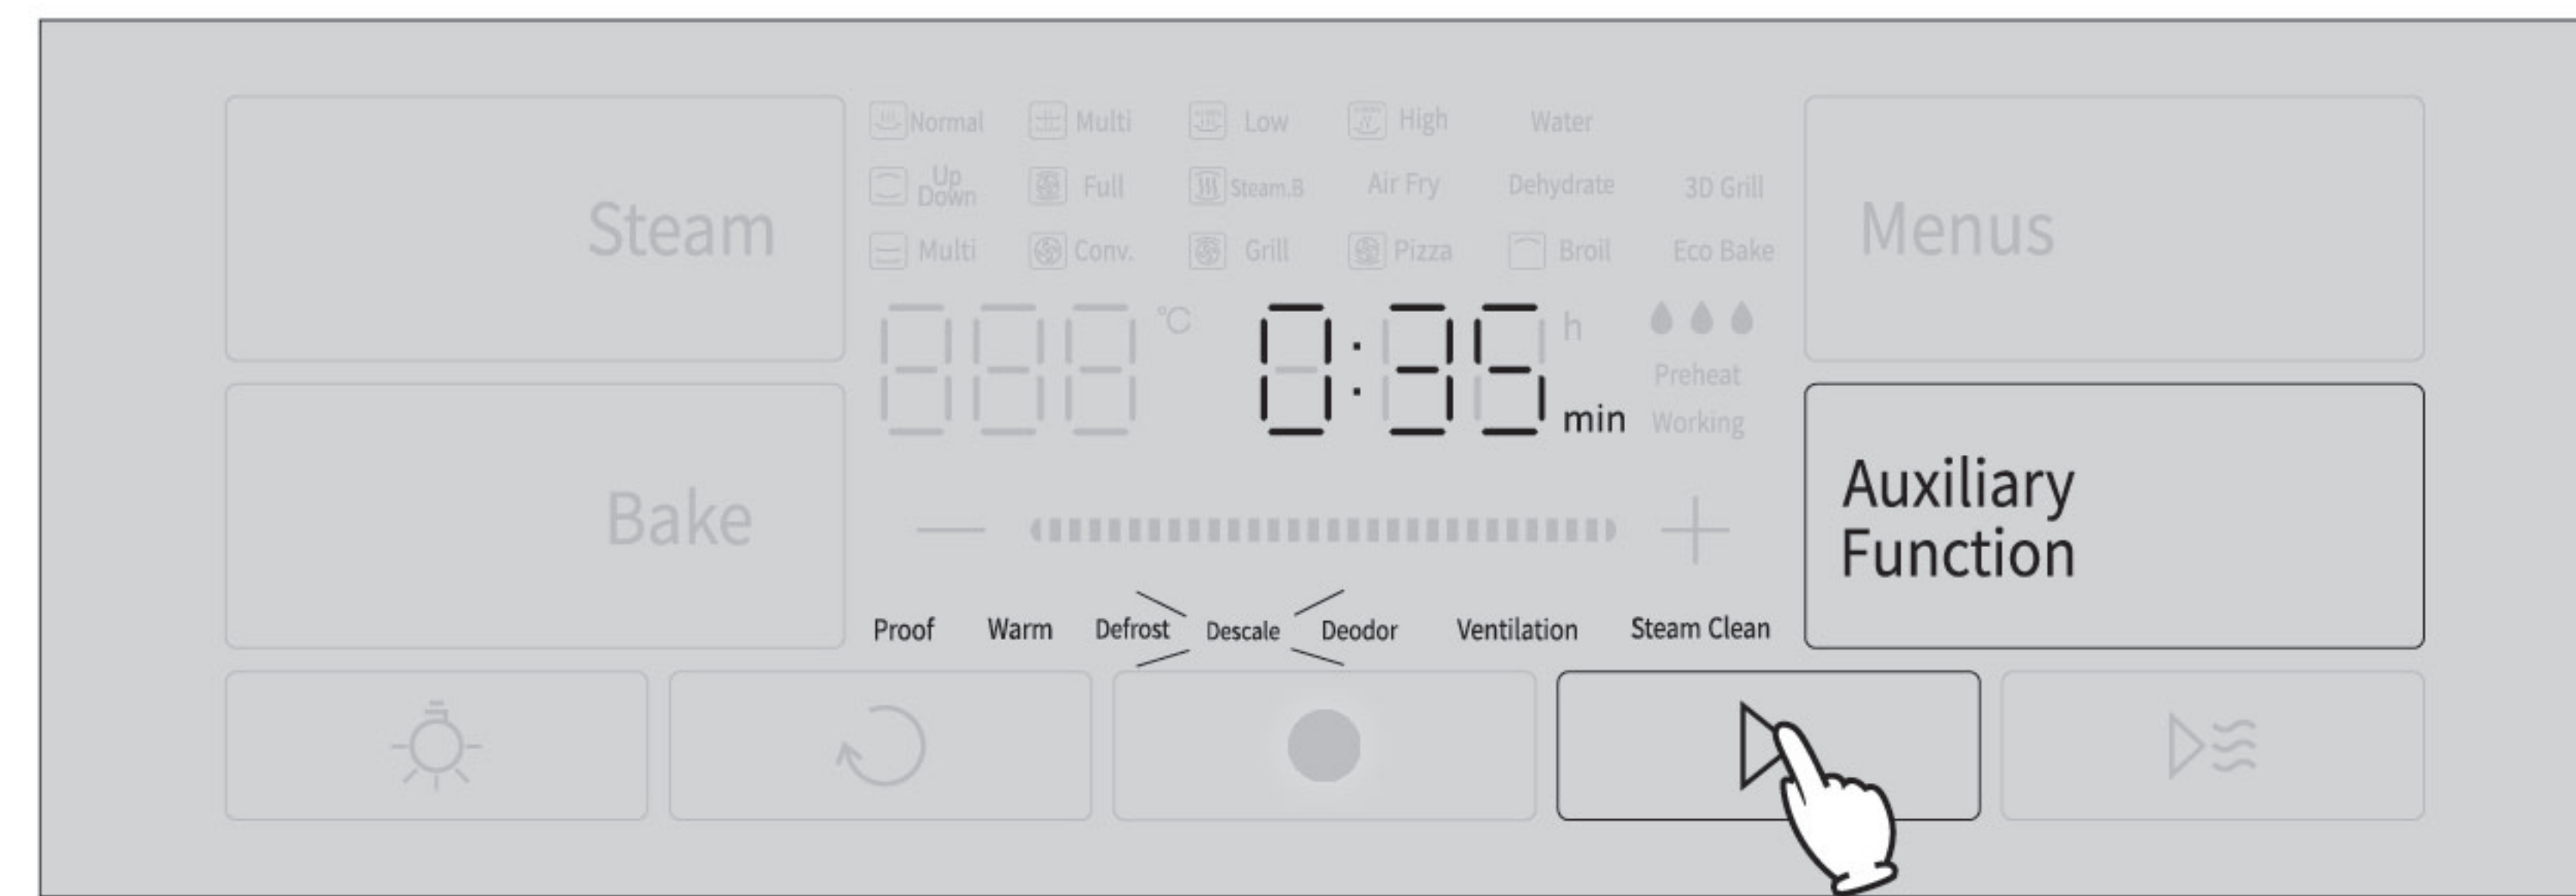 Normal Multi Low High Water
Up Down Full Steam.B Air Fry Dehydrate 3D Grill
Multi Conv. Grill Pizza Broil Eco Bake
Steam
Menus
888 °C 0:35 h min
Preheat
Working
Bake
Auxiliary
Function
Proof Warm Defrost Descale Deodor Ventilation Steam Clean